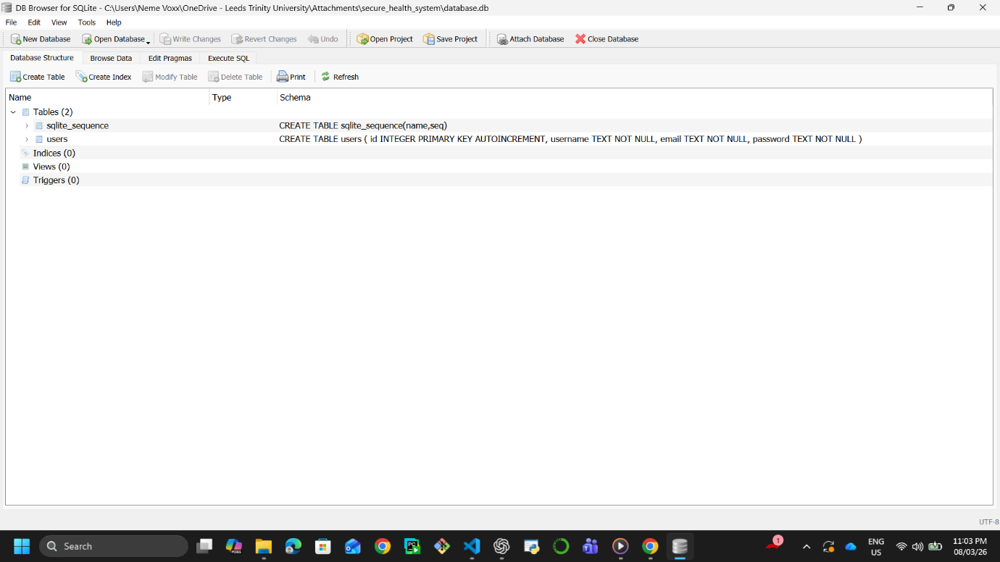 DB Browser for SQLite - C:\Users\Neme Voxx\OneDrive - Leeds Trinity University\Attachments\secure_health_system\database.db
File Edit View Tools Help
New Database Open Database Write Changes Revert Changes Undo Open Project Save Project Attach Database Close Database
Database Structure Browse Data Edit Pragmas Execute SQL
Create Table Create Index Modify Table Delete Table Print Refresh
Name Type Schema
Tables (2)
sqlite_sequence CREATE TABLE sqlite_sequence(name,seq)
users CREATE TABLE users ( id INTEGER PRIMARY KEY AUTOINCREMENT, username TEXT NOT NULL, email TEXT NOT NULL, password TEXT NOT NULL )
Indices (0)
Views (0)
Triggers (0)
UTF-8
Search M365 PC 1 ENG 11:03 PM
US 08/03/26